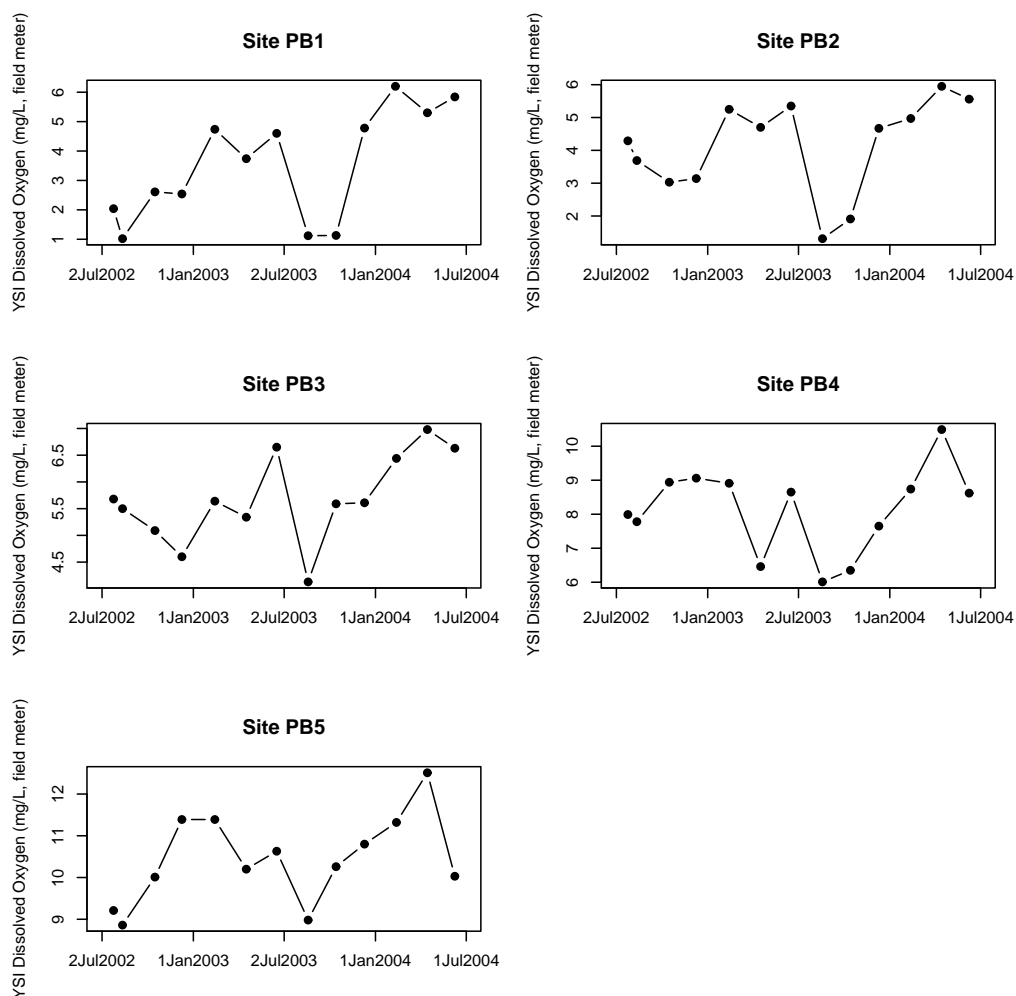 Site PB1
YSI Dissolved Oxygen (mg/L, field meter)
6
5
4
3
2
1
2Jul2002 1Jan2003 2Jul2003 1Jan2004 1Jul2004
Site PB2
YSI Dissolved Oxygen (mg/L, field meter)
6
5
4
3
2
2Jul2002 1Jan2003 2Jul2003 1Jan2004 1Jul2004
Site PB3
YSI Dissolved Oxygen (mg/L, field meter)
6.5
5.5
4.5
2Jul2002 1Jan2003 2Jul2003 1Jan2004 1Jul2004
Site PB4
YSI Dissolved Oxygen (mg/L, field meter)
10
9
8
7
6
2Jul2002 1Jan2003 2Jul2003 1Jan2004 1Jul2004
Site PB5
YSI Dissolved Oxygen (mg/L, field meter)
12
11
10
9
2Jul2002 1Jan2003 2Jul2003 1Jan2004 1Jul2004